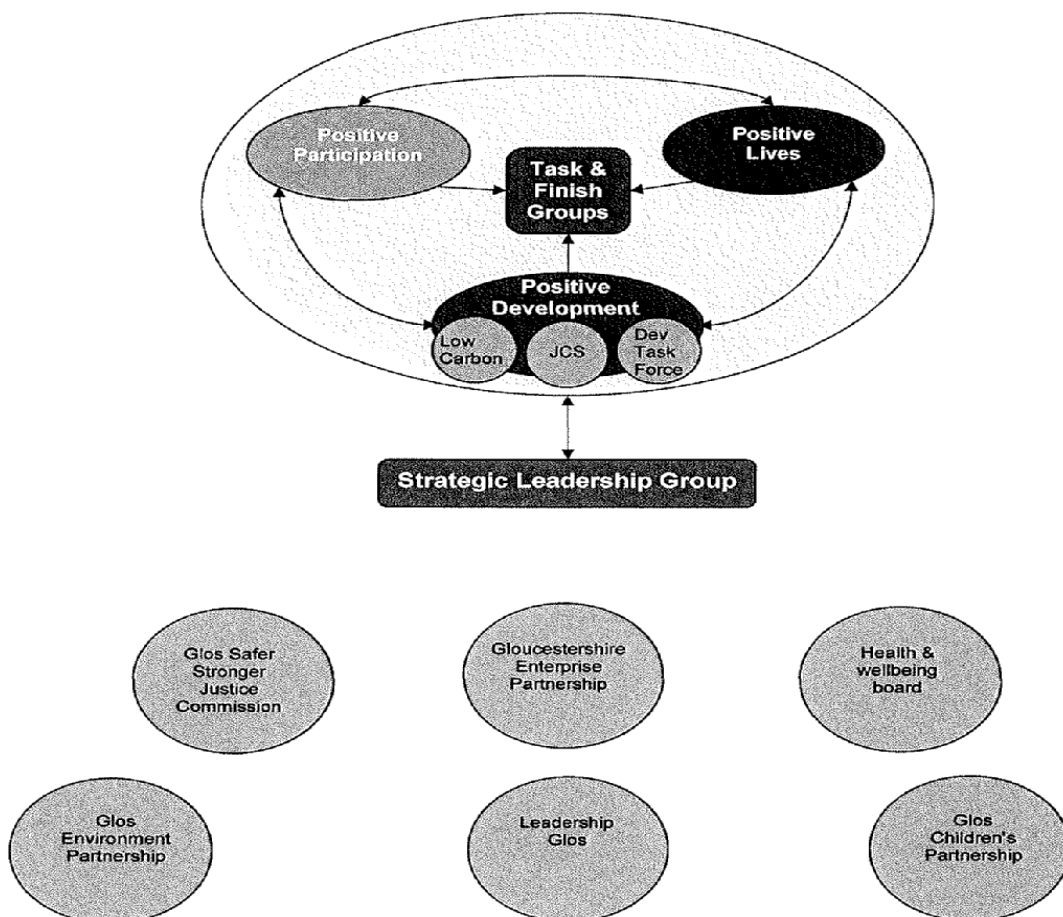 Positive
Participation
Positive
Lives
Task &
Finish
Groups
Positive
Development
Low
Carbon
JCS
Dev
Task
Force
Strategic Leadership Group
Glos Safer
Stronger
Justice
Commission
Gloucestershire
Enterprise
Partnership
Health &
wellbeing
board
Glos
Environment
Partnership
Leadership
Glos
Glos
Children's
Partnership